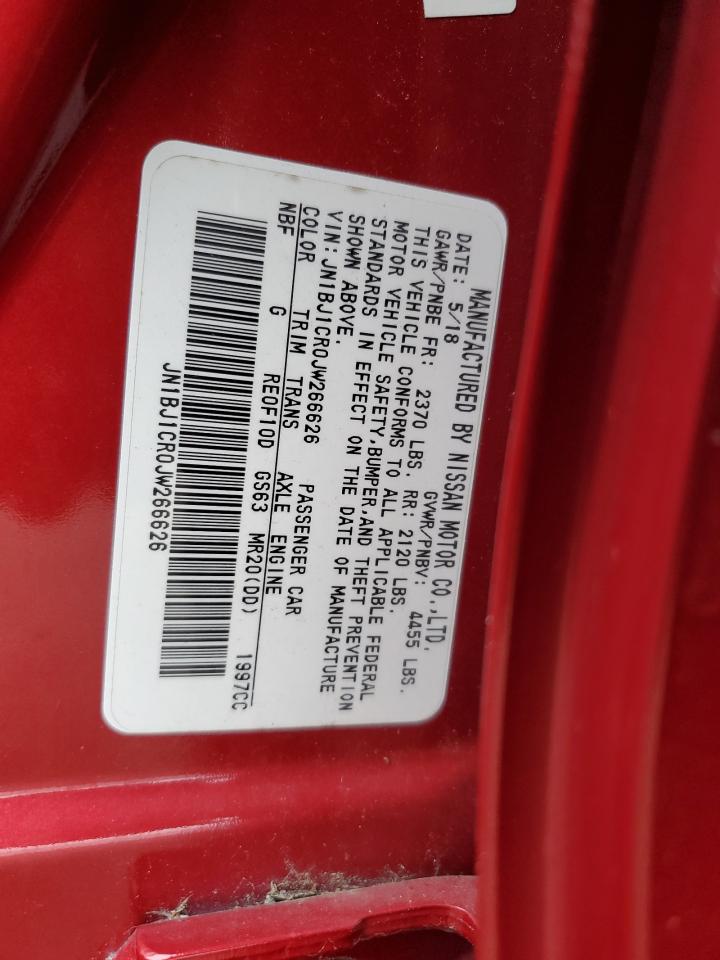 MANUFACTURED BY NISSAN MOTOR CO.,LTD.
DATE: 5/18 GVWR/PNBV: 4455 LBS.
GAWR/PNBE FR: 2370 LBS. RR: 2120 LBS.
THIS VEHICLE CONFORMS TO ALL APPLICABLE FEDERAL
MOTOR VEHICLE SAFETY,BUMPER,AND THEFT PREVENTION
STANDARDS IN EFFECT ON THE DATE OF MANUFACTURE
SHOWN ABOVE.
VIN:JN1BJ1CR0JW266626 PASSENGER CAR
COLOR TRIM TRANS AXLE ENGINE
NBF G RE0F10D GS63 MR20(DD) 1997CC
JN1BJ1CR0JW266626